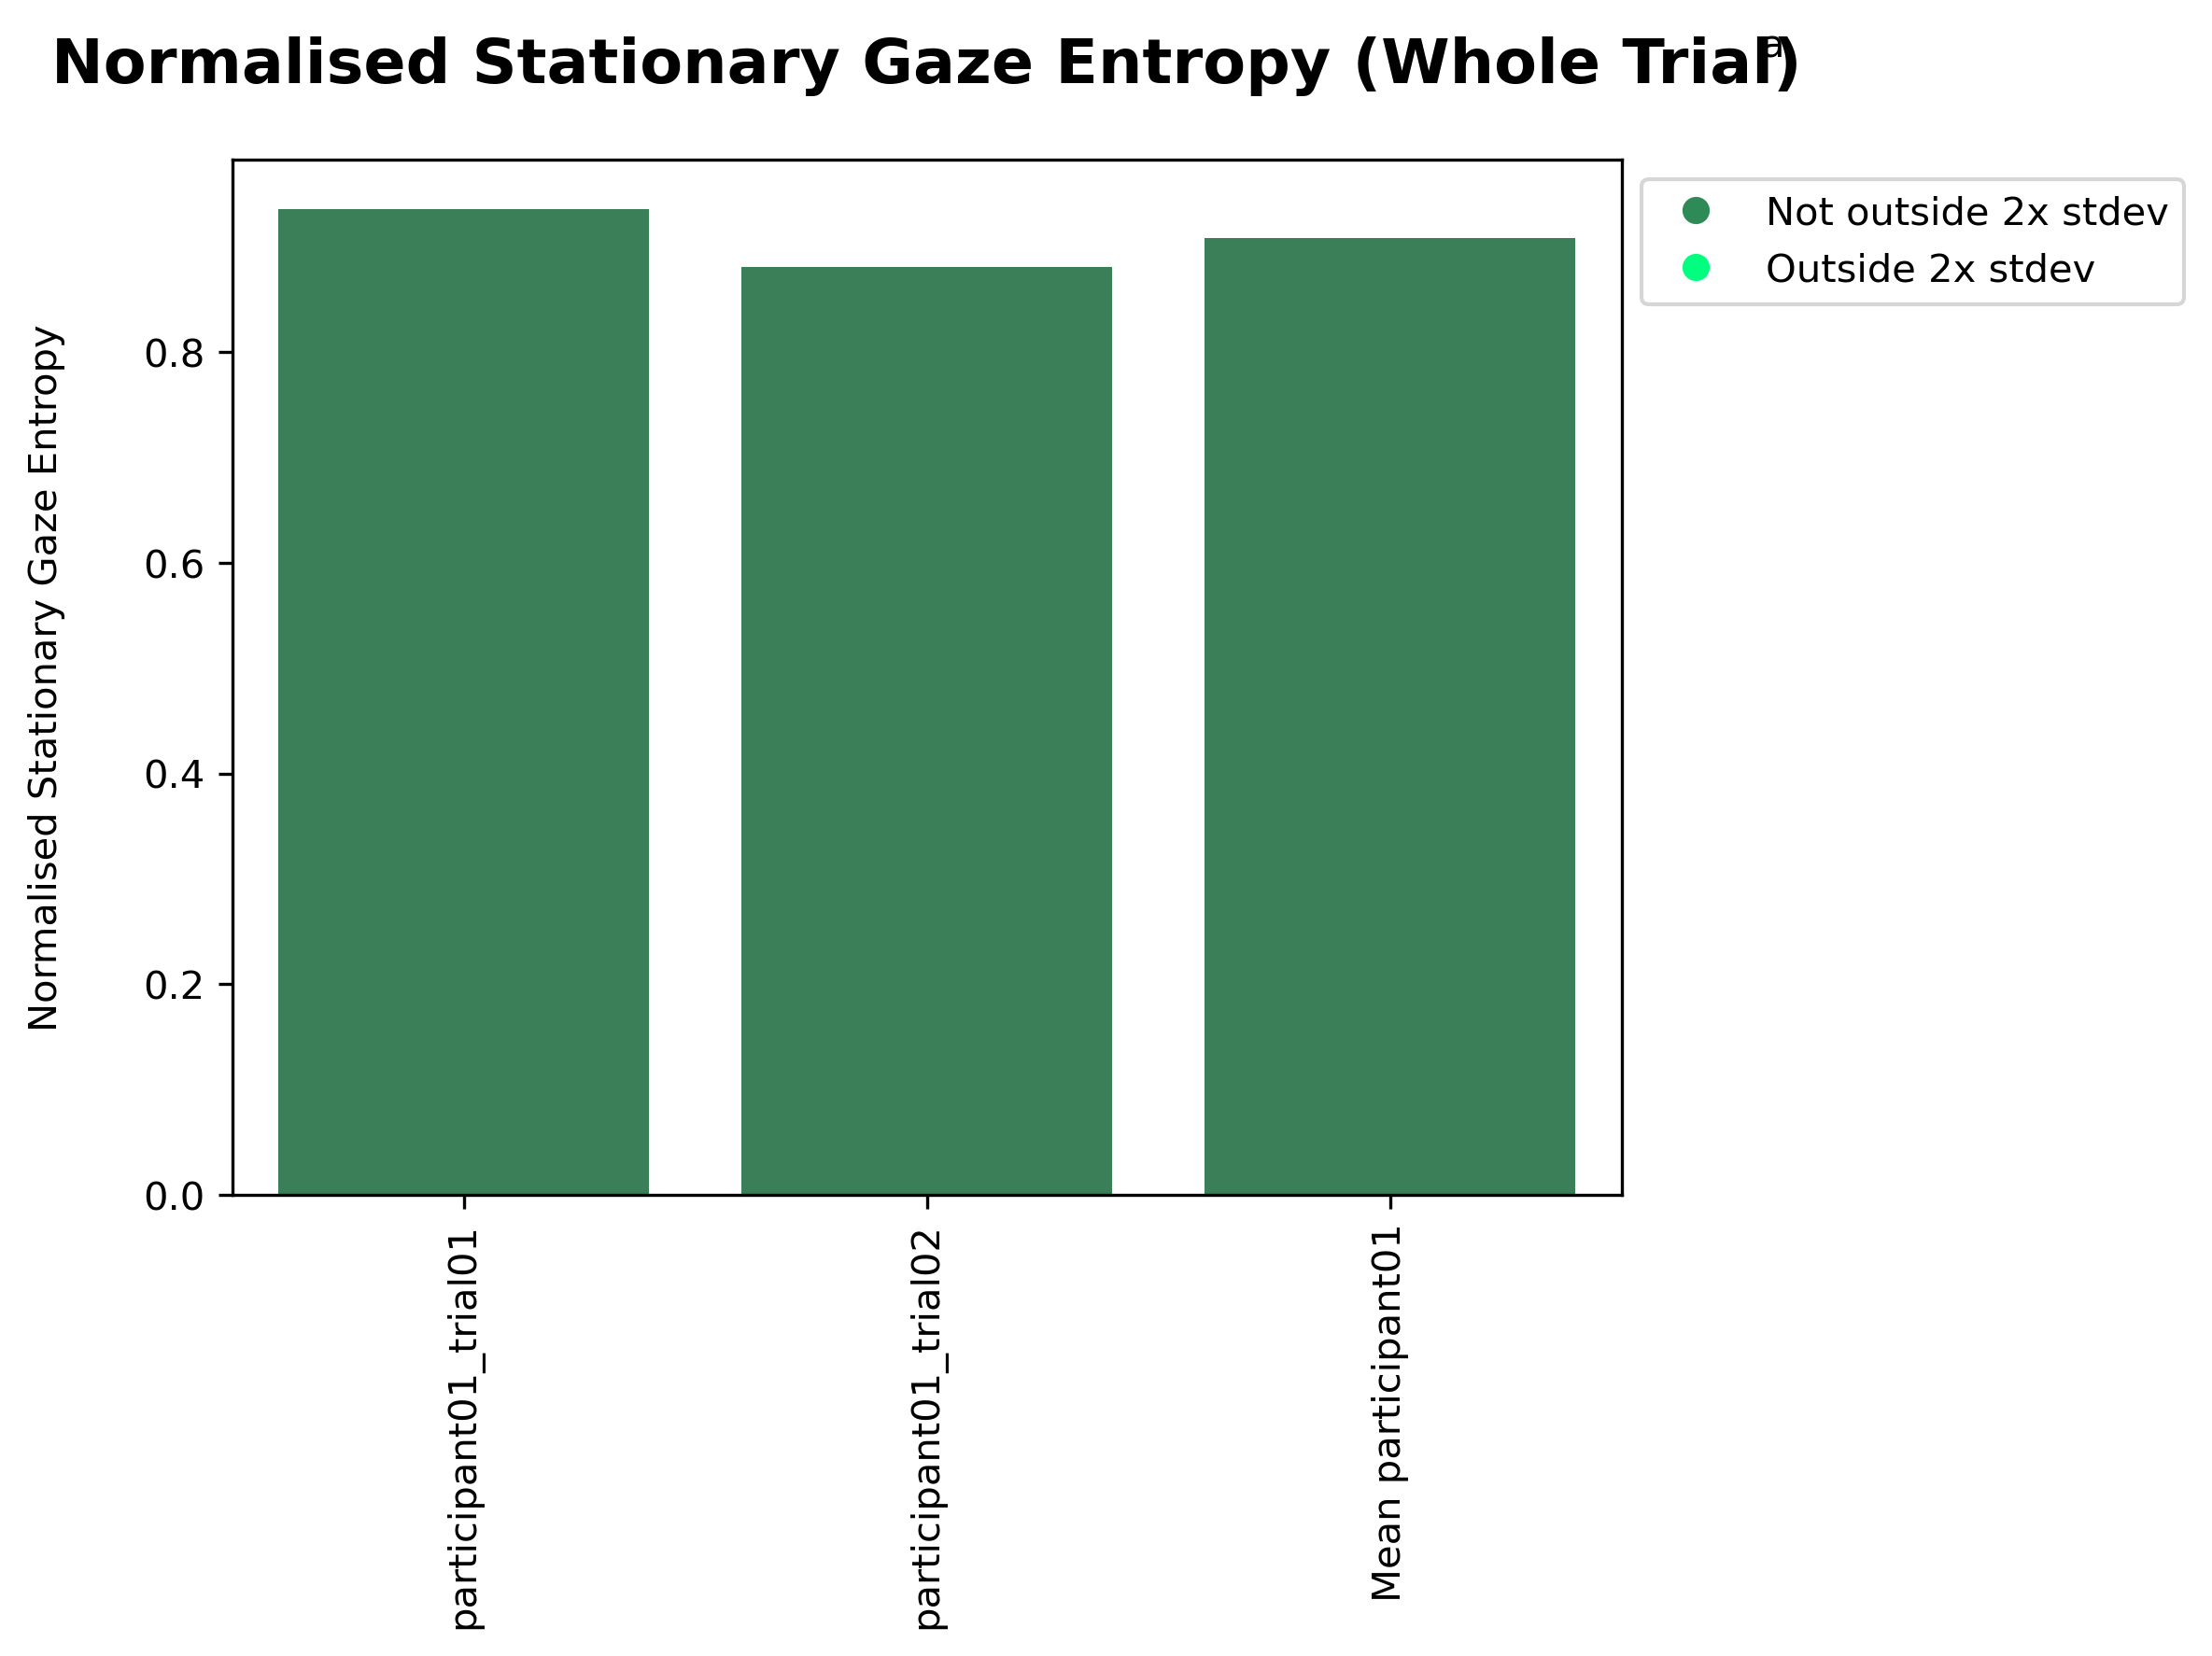 Normalised Stationary Gaze Entropy (Whole Trial)
a
Not outside 2x stdev
Outside 2x stdev
Normalised Stationary Gaze Entropy
0.8
0.6
0.4
0.2
0.0
participant01_trial01
participant01_trial02
Mean participant01